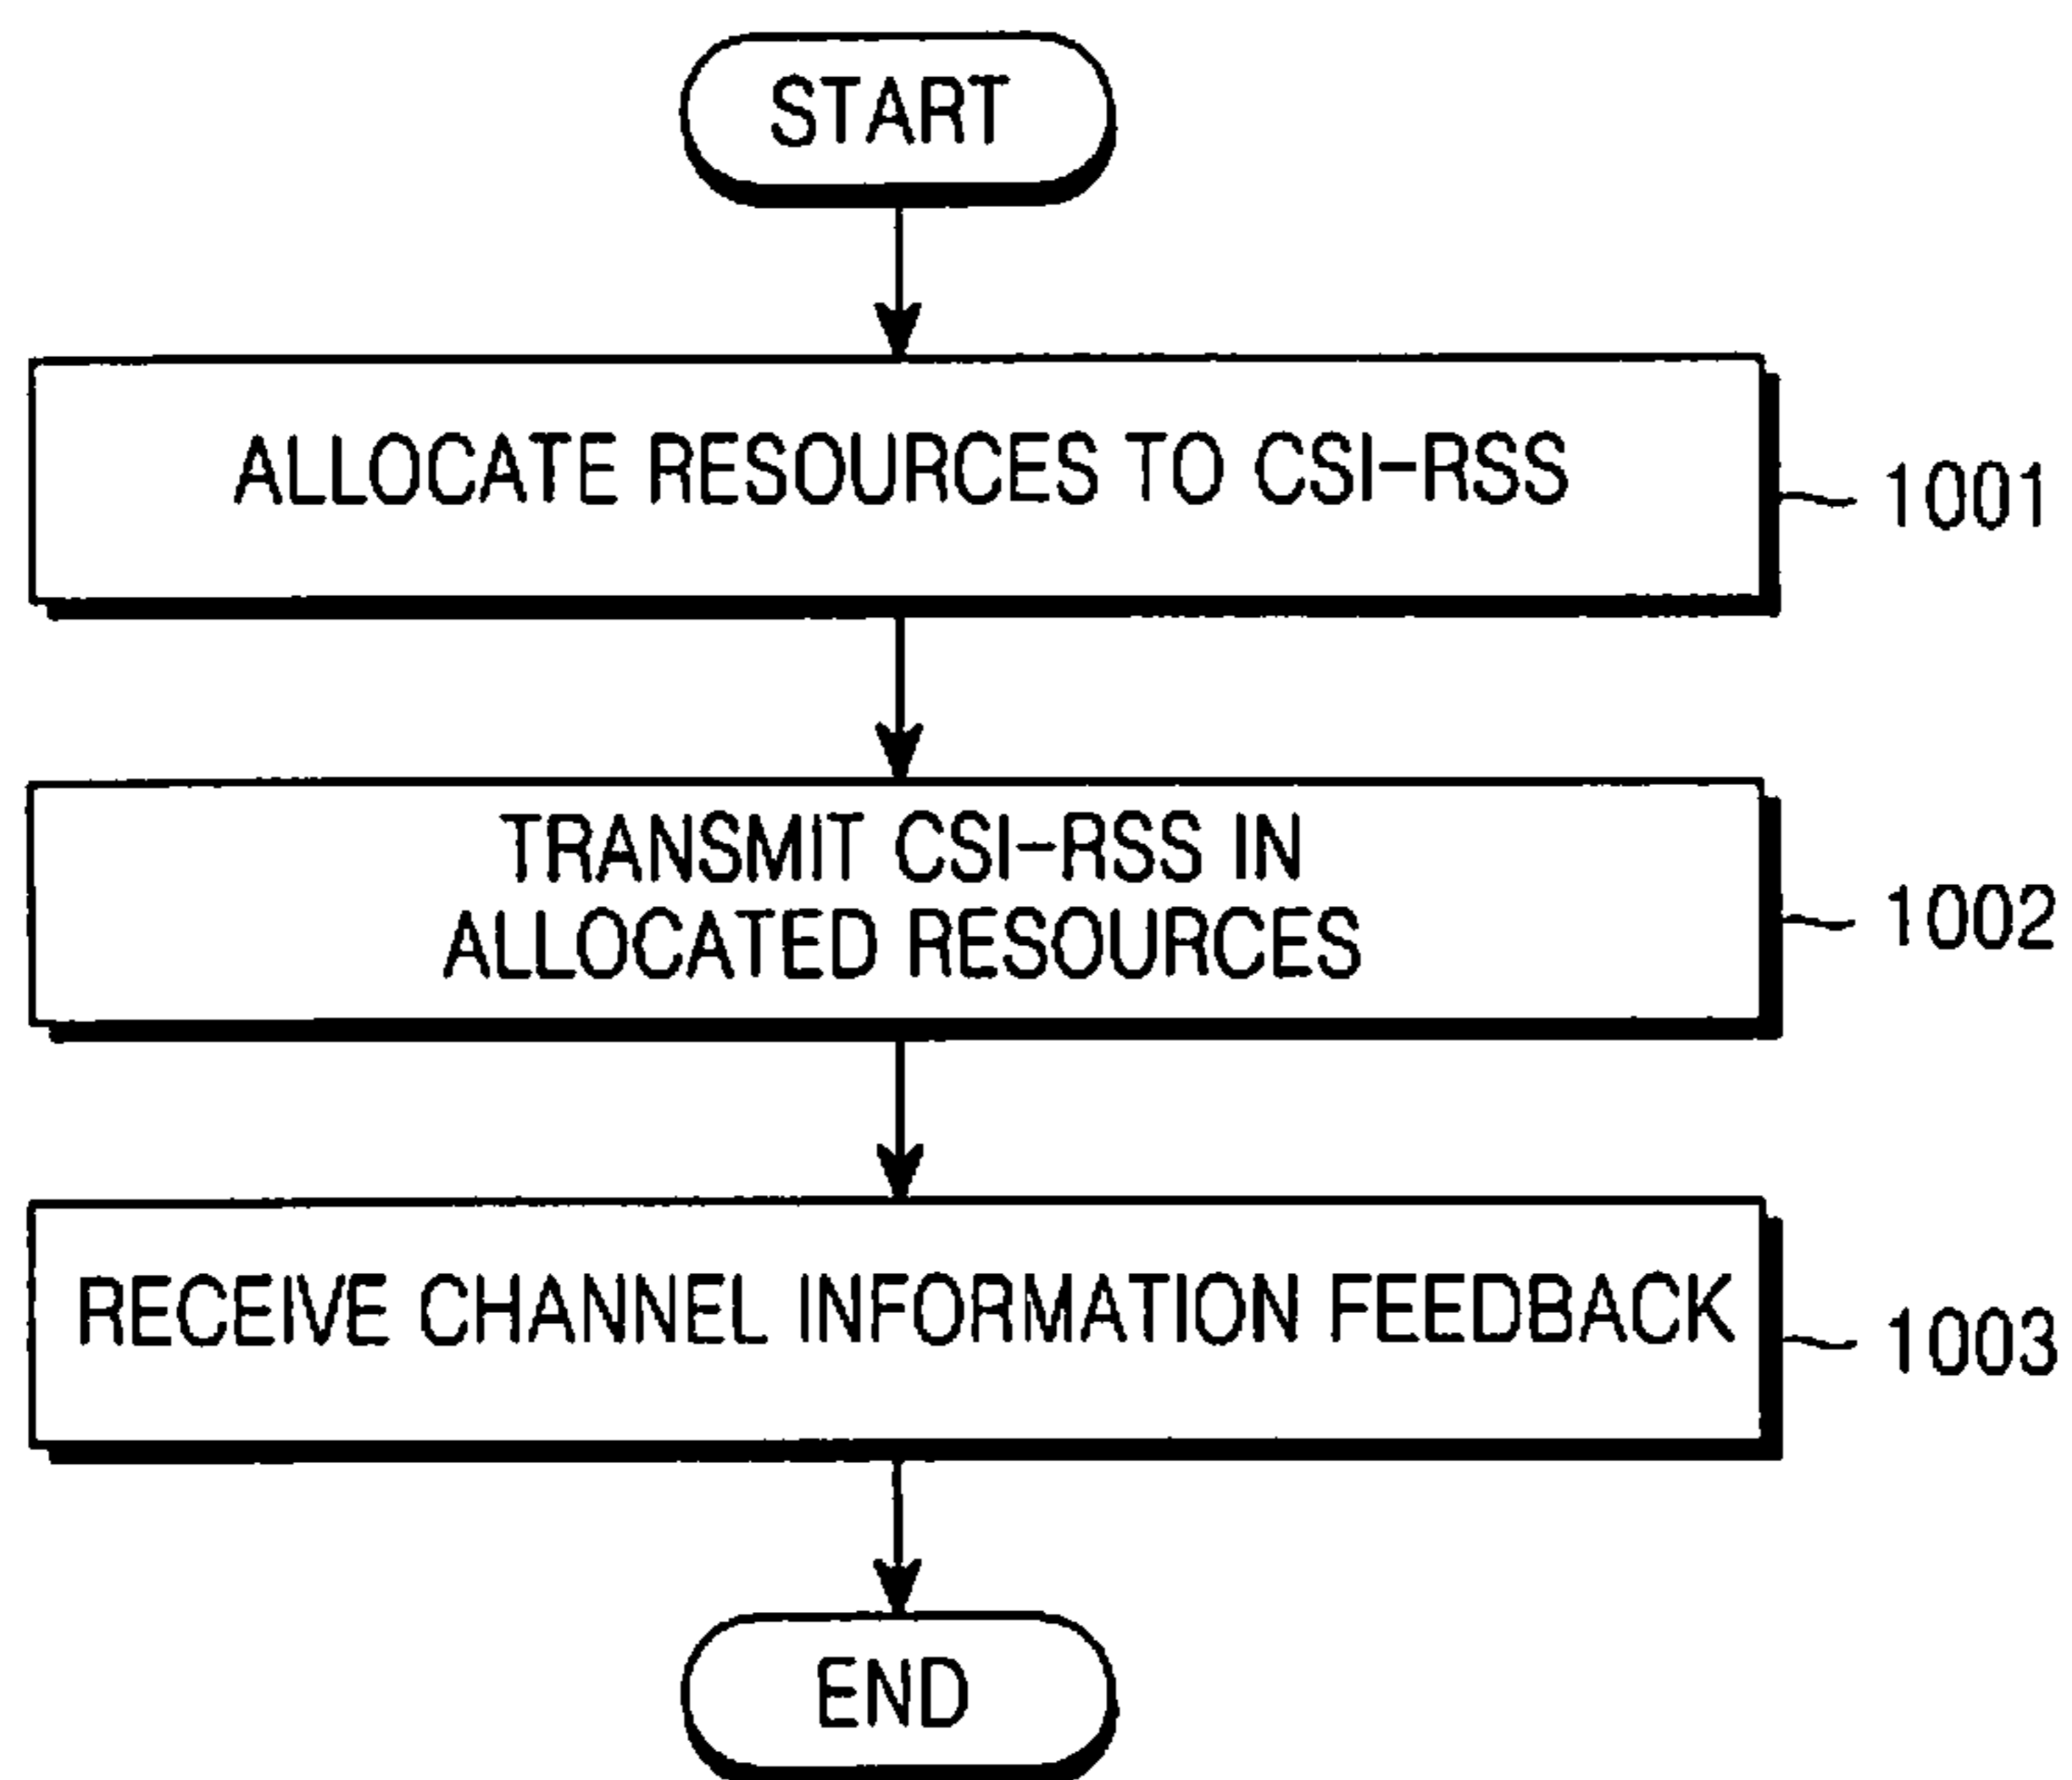 START
ALLOCATE RESOURCES TO CSI-RSS
1001
TRANSMIT CSI-RSS IN
ALLOCATED RESOURCES
1002
RECEIVE CHANNEL INFORMATION FEEDBACK
1003
END